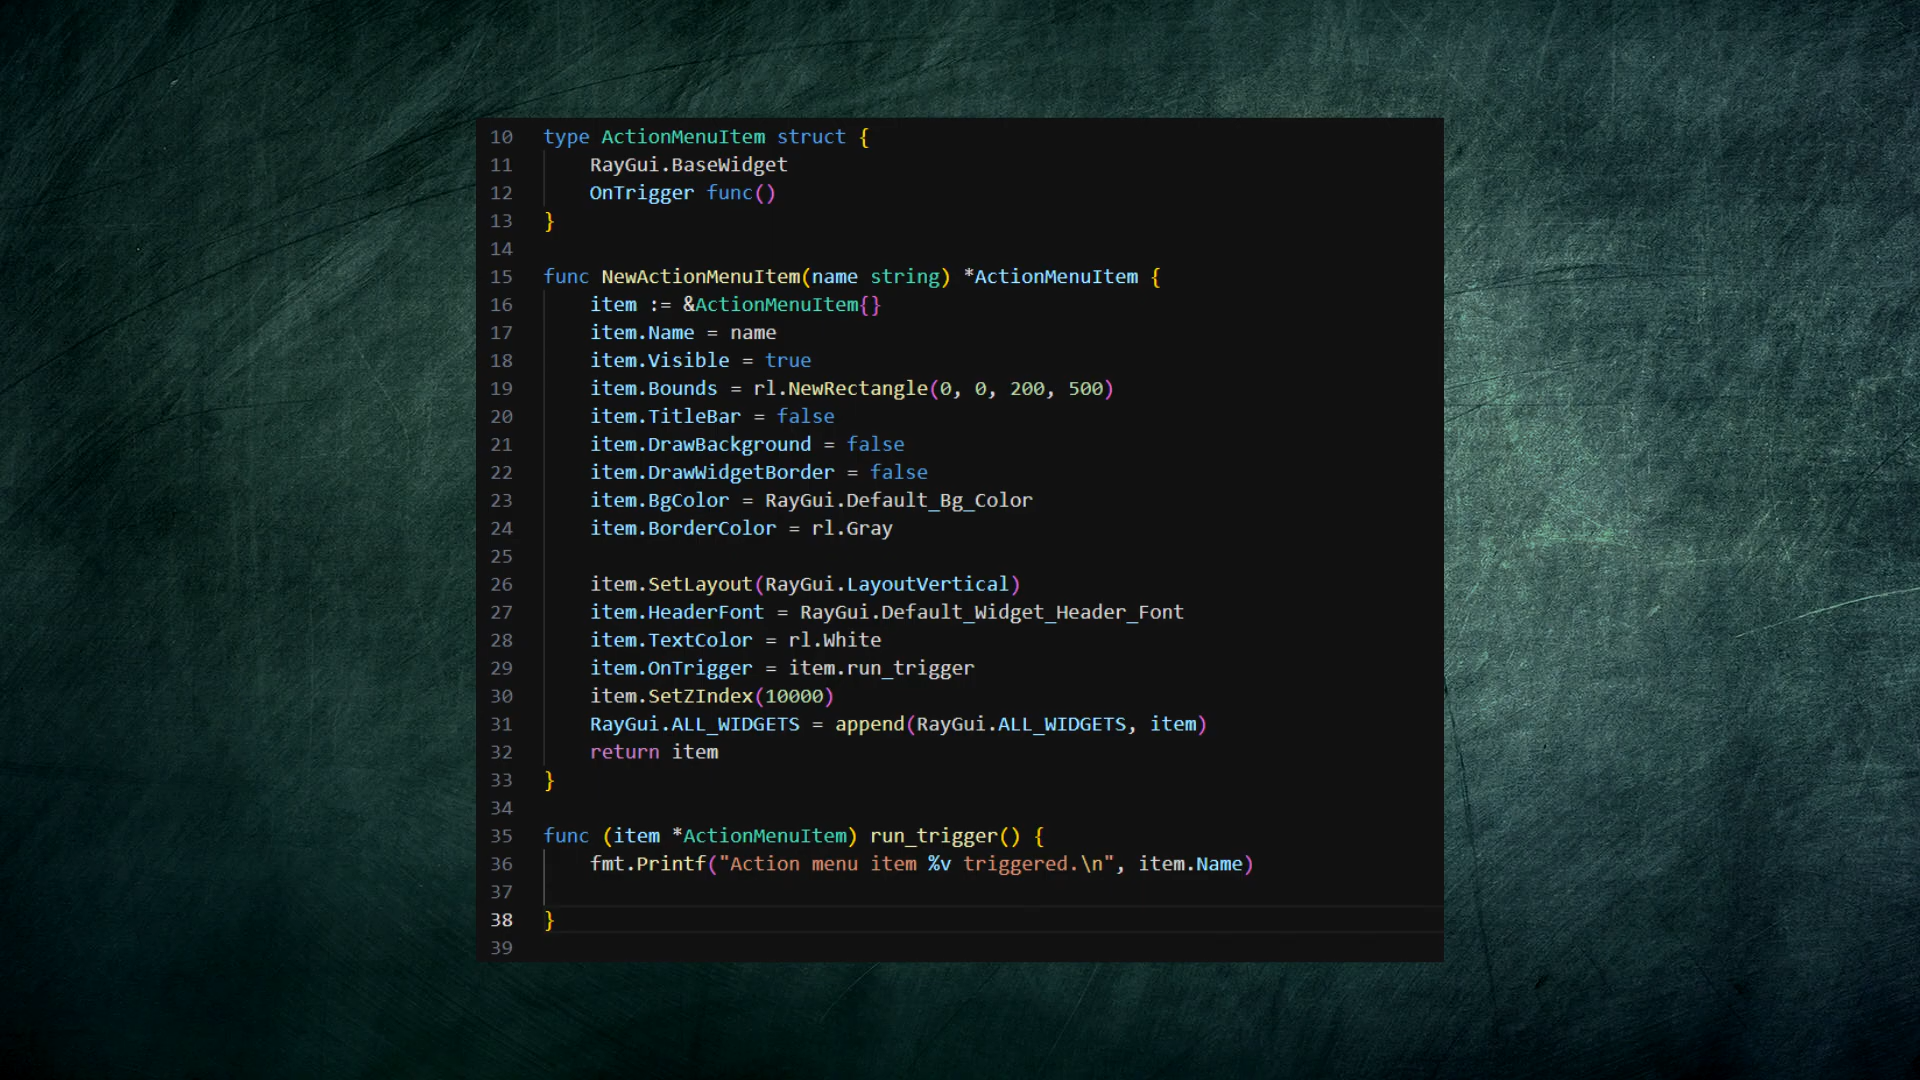 10 type ActionMenuItem struct {
11 RayGui.BaseWidget
12 OnTrigger func()
13 }
14
15 func NewActionMenuItem(name string) *ActionMenuItem {
16 item := &ActionMenuItem{}
17 item.Name = name
18 item.Visible = true
19 item.Bounds = rl.NewRectangle(0, 0, 200, 500)
20 item.TitleBar = false
21 item.DrawBackground = false
22 item.DrawWidgetBorder = false
23 item.BgColor = RayGui.Default_Bg_Color
24 item.BorderColor = rl.Gray
25
26 item.SetLayout(RayGui.LayoutVertical)
27 item.HeaderFont = RayGui.Default_Widget_Header_Font
28 item.TextColor = rl.White
29 item.OnTrigger = item.run_trigger
30 item.SetZIndex(10000)
31 RayGui.ALL_WIDGETS = append(RayGui.ALL_WIDGETS, item)
32 return item
33 }
34
35 func (item *ActionMenuItem) run_trigger() {
36 fmt.Printf("Action menu item %v triggered.\n", item.Name)
37
38 }
39